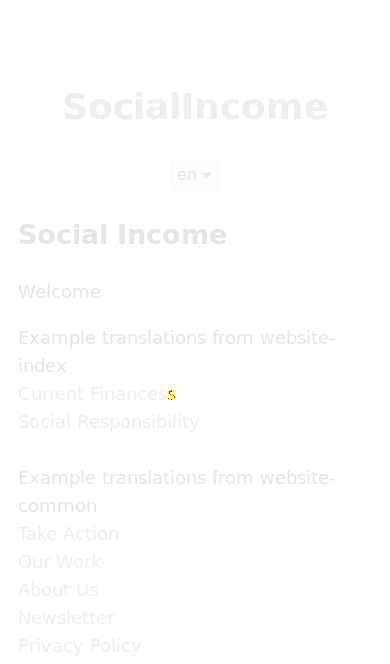 SocialIncome
en
Social Income
Welcome
Example translations from website-
index
Current Finances
Social Responsibility
Example translations from website-
common
Take Action
Our Work
About Us
Newsletter
Privacy Policy